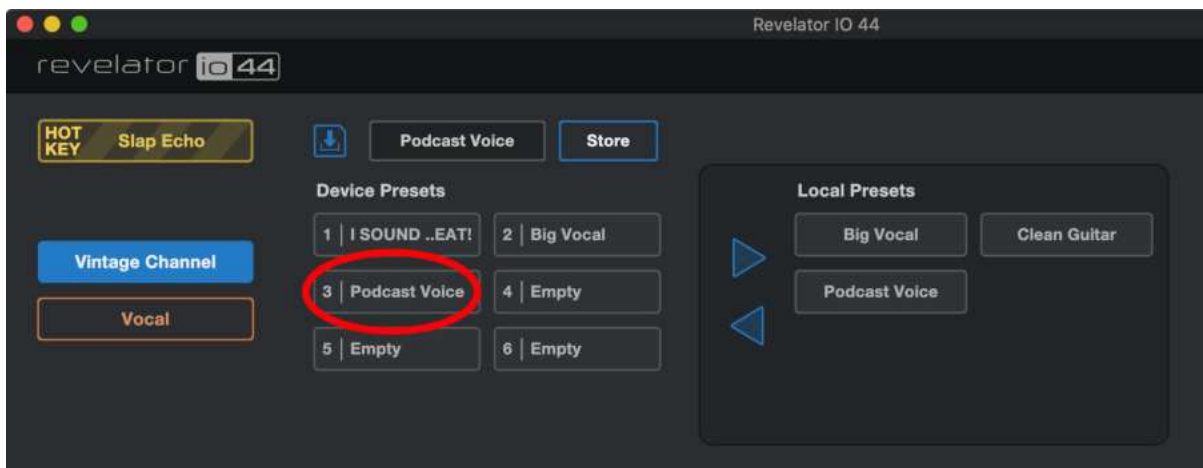 Revelator IO 44
revelator io 44
HOT KEY Slap Echo
Podcast Voice
Store
Device Presets
1 | I SOUND ..EAT!
2 | Big Vocal
3 | Podcast Voice
4 | Empty
5 | Empty
6 | Empty
Vintage Channel
Vocal
Local Presets
Big Vocal
Clean Guitar
Podcast Voice